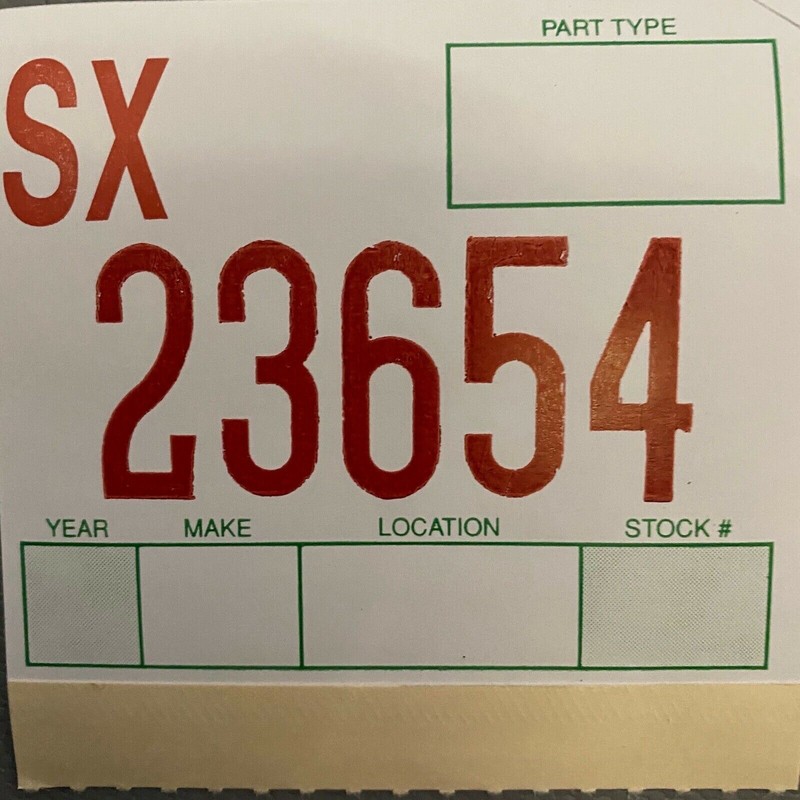 PART TYPE
SX
23654
YEAR MAKE LOCATION STOCK #